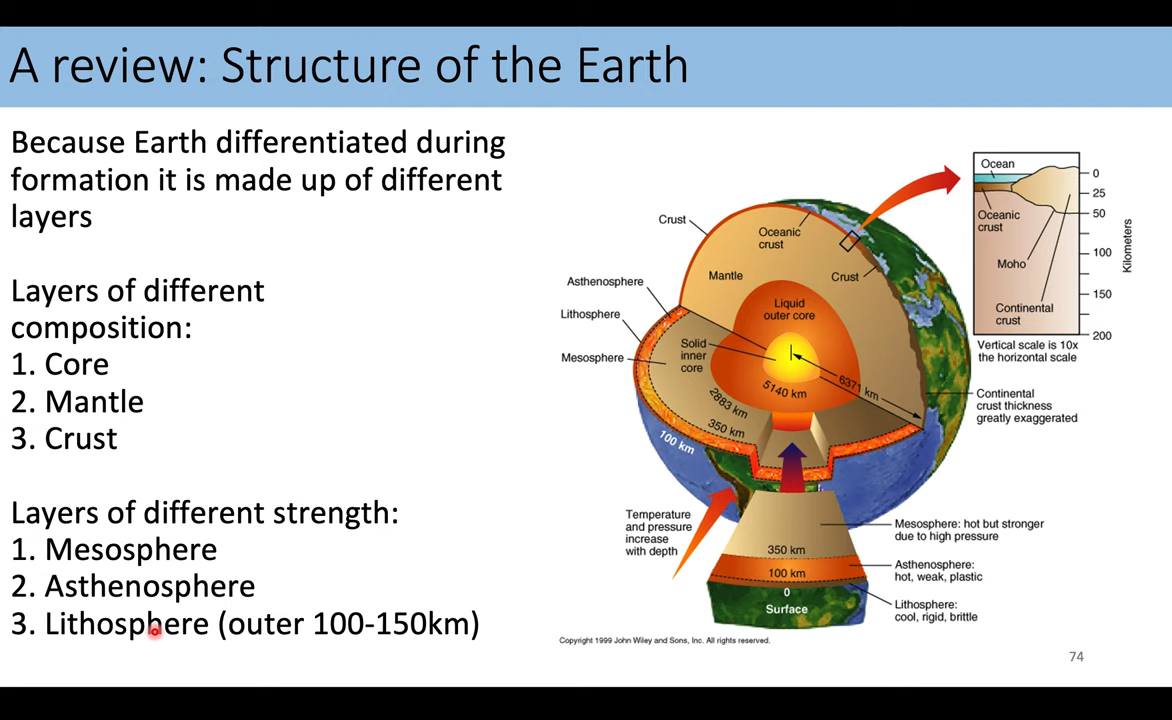 A review: Structure of the Earth
Because Earth differentiated during
formation it is made up of different
layers
Layers of different
composition:
1. Core
2. Mantle
3. Crust
Layers of different strength:
1. Mesosphere
2. Asthenosphere
3. Lithosphere (outer 100-150km)
Crust
Oceanic
crust
Mantle
Crust
Asthenosphere
Lithosphere
Mesosphere
Liquid
outer core
Solid
inner
core
6371 km
5140 km
2883 km
350 km
100 km
Ocean
Oceanic
crust
Moho
Continental
crust
0
25
50
100
150
200
Kilometers
Vertical scale is 10x
the horizontal scale
Continental
crust thickness
greatly exaggerated
Temperature
and pressure
increase
with depth
350 km
100 km
0
Surface
Mesosphere: hot but stronger
due to high pressure
Asthenosphere:
hot, weak, plastic
Lithosphere:
cool, rigid, brittle
Copyright 1999 John Wiley and Sons, Inc. All rights reserved.
74